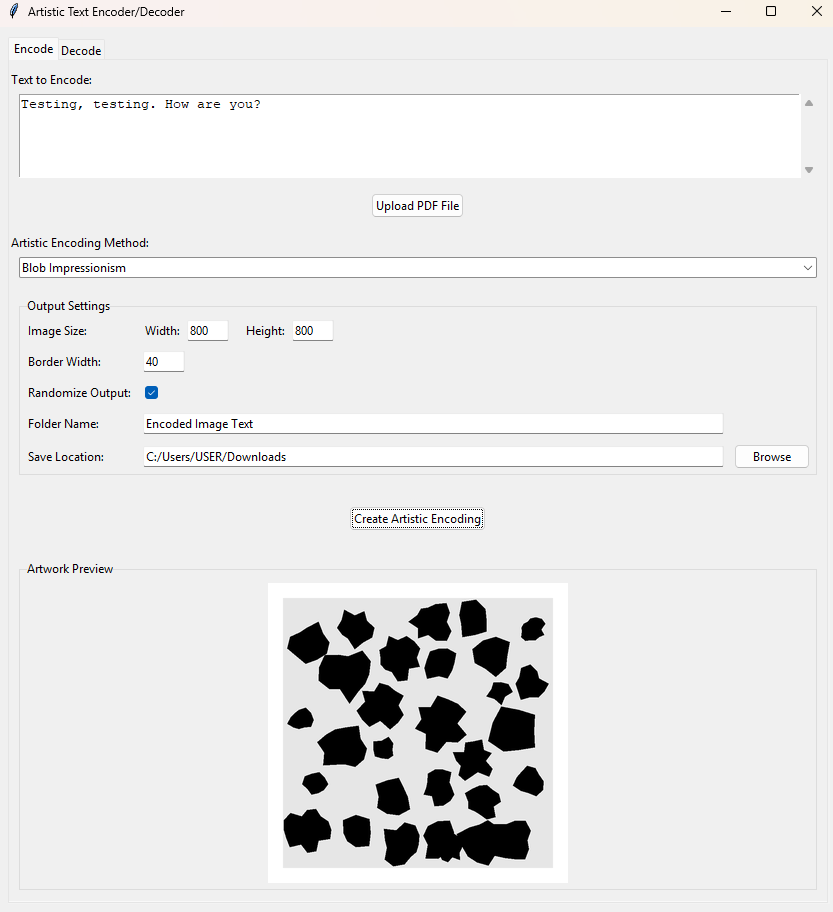 Artistic Text Encoder/Decoder
Encode Decode
Text to Encode:
Testing, testing. How are you?
Upload PDF File
Artistic Encoding Method:
Blob Impressionism
Output Settings
Image Size: Width: 800 Height: 800
Border Width: 40
Randomize Output:
Folder Name: Encoded Image Text
Save Location: C:/Users/USER/Downloads Browse
Create Artistic Encoding
Artwork Preview